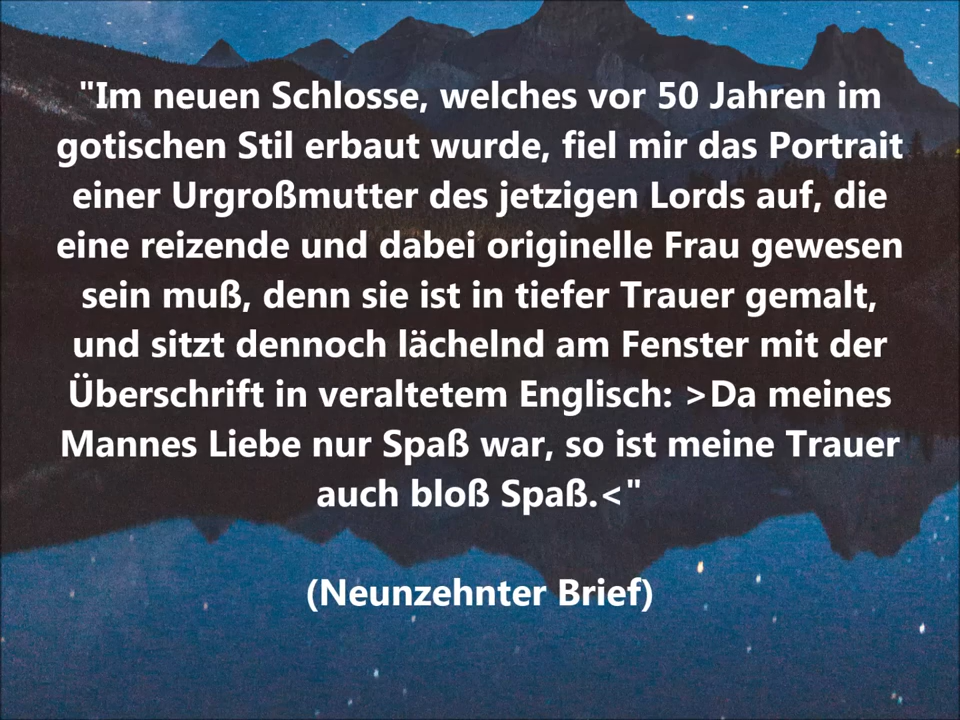 "Im neuen Schlosse, welches vor 50 Jahren im
gotischen Stil erbaut wurde, fiel mir das Portrait
einer Urgroßmutter des jetzigen Lords auf, die
eine reizende und dabei originelle Frau gewesen
sein muß, denn sie ist in tiefer Trauer gemalt,
und sitzt dennoch lächelnd am Fenster mit der
Überschrift in veraltetem Englisch: >Da meines
Mannes Liebe nur Spaß war, so ist meine Trauer
auch bloß Spaß.<"
(Neunzehnter Brief)